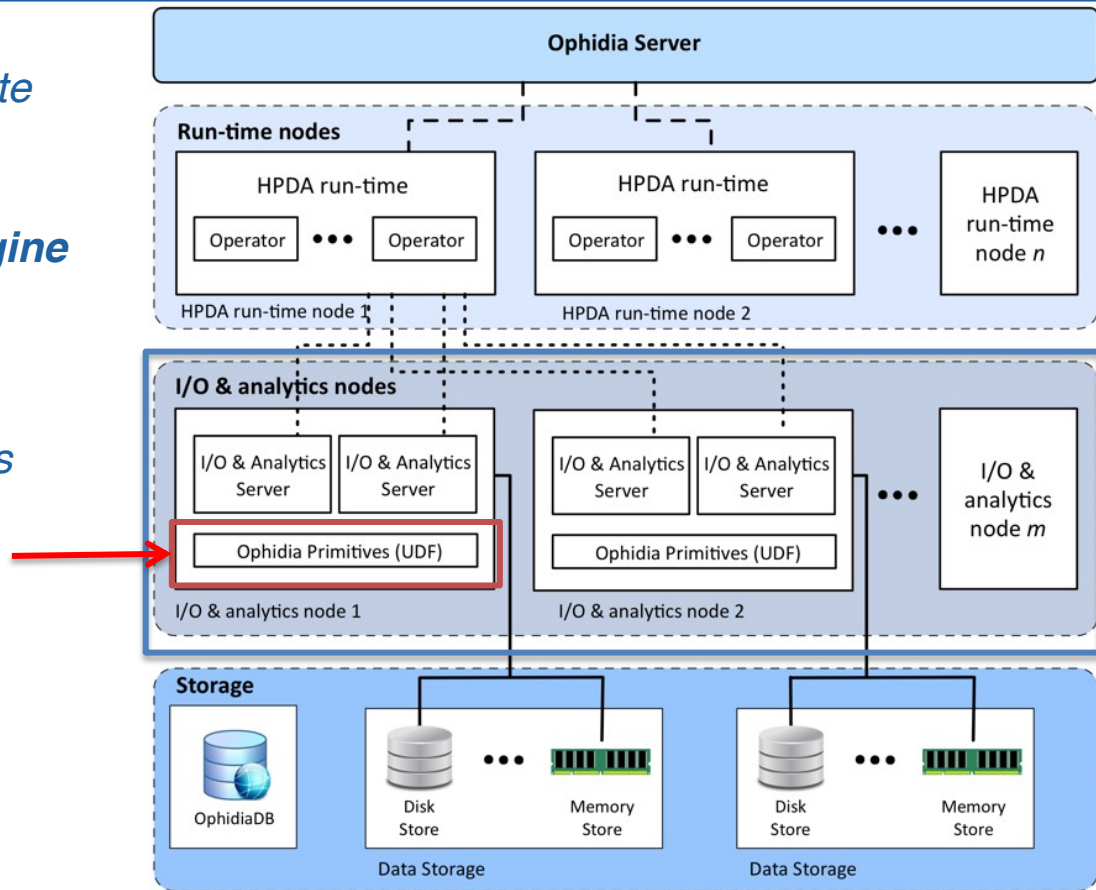 te
gine
s
Ophidia Server
Run-time nodes
HPDA run-time
Operator
Operator
HPDA run-time node 1
HPDA run-time
Operator
Operator
HPDA run-time node 2
HPDA
run-time
node n
I/O & analytics nodes
I/O & Analytics
Server
I/O & Analytics
Server
Ophidia Primitives (UDF)
I/O & analytics node 1
I/O & Analytics
Server
I/O & Analytics
Server
Ophidia Primitives (UDF)
I/O & analytics node 2
I/O &
analytics
node m
Storage
OphidiaDB
Disk
Store
Memory
Store
Data Storage
Disk
Store
Memory
Store
Data Storage